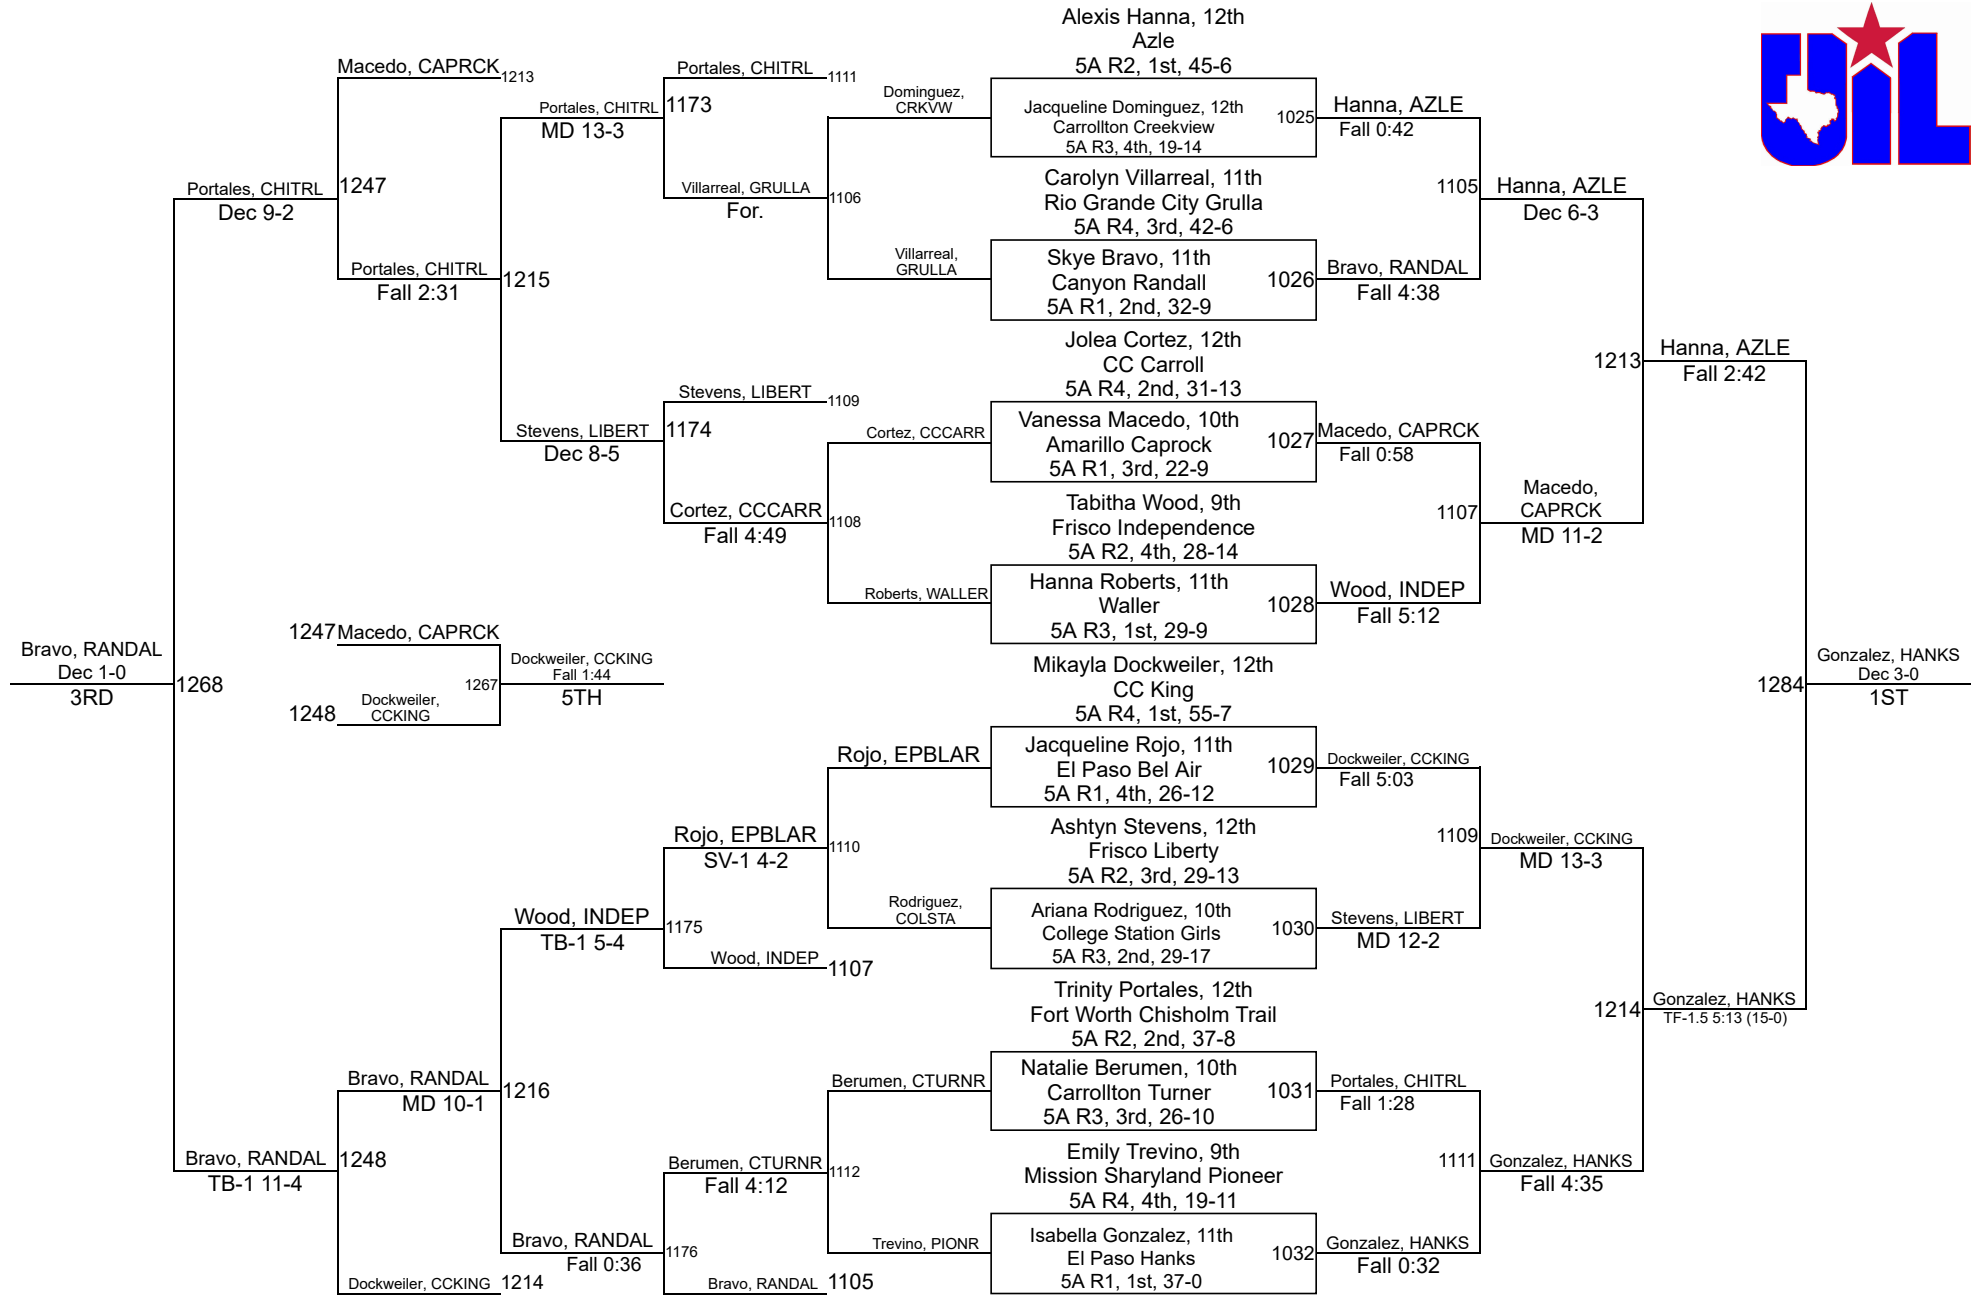 Alexis Hanna, 12th
Azle
5A R2, 1st, 45-6
UIL
Macedo, CAPRCK 1213
Portales, CHITRL 1111
Portales, CHITRL 1173
MD 13-3
Dominguez,
CRKVW
Jacqueline Dominguez, 12th
Carrollton Creekview
5A R3, 4th, 19-14
1025
Hanna, AZLE
Fall 0:42
Portales, CHITRL 1247
Dec 9-2
Villarreal, GRULLA 1106
For.
Carolyn Villarreal, 11th
Rio Grande City Grulla
5A R4, 3rd, 42-6
1105
Hanna, AZLE
Dec 6-3
Portales, CHITRL 1215
Fall 2:31
Villarreal,
GRULLA
Skye Bravo, 11th
Canyon Randall
5A R1, 2nd, 32-9
1026
Bravo, RANDAL
Fall 4:38
Jolea Cortez, 12th
CC Carroll
5A R4, 2nd, 31-13
1213
Hanna, AZLE
Fall 2:42
Stevens, LIBERT 1109
Stevens, LIBERT 1174
Dec 8-5
Cortez, CCCARR
Vanessa Macedo, 10th
Amarillo Caprock
5A R1, 3rd, 22-9
1027
Macedo, CAPRCK
Fall 0:58
Cortez, CCCARR 1108
Fall 4:49
Tabitha Wood, 9th
Frisco Independence
5A R2, 4th, 28-14
1107
Macedo,
CAPRCK
MD 11-2
Roberts, WALLER
Hanna Roberts, 11th
Waller
5A R3, 1st, 29-9
1028
Wood, INDEP
Fall 5:12
Bravo, RANDAL
Dec 1-0
3RD
1268
1247 Macedo, CAPRCK
1248
Dockweiler,
CCKING
1267
Dockweiler, CCKING
Fall 1:44
5TH
Mikayla Dockweiler, 12th
CC King
5A R4, 1st, 55-7
1284
Gonzalez, HANKS
Dec 3-0
1ST
Rojo, EPBLAR
Jacqueline Rojo, 11th
El Paso Bel Air
5A R1, 4th, 26-12
1029
Dockweiler, CCKING
Fall 5:03
Rojo, EPBLAR 1110
SV-1 4-2
Ashtyn Stevens, 12th
Frisco Liberty
5A R2, 3rd, 29-13
1109
Dockweiler, CCKING
MD 13-3
Wood, INDEP 1175
TB-1 5-4
Rodriguez,
COLSTA
Ariana Rodriguez, 10th
College Station Girls
5A R3, 2nd, 29-17
1030
Stevens, LIBERT
MD 12-2
Wood, INDEP 1107
Trinity Portales, 12th
Fort Worth Chisholm Trail
5A R2, 2nd, 37-8
1214
Gonzalez, HANKS
TF-1.5 5:13 (15-0)
Bravo, RANDAL 1216
MD 10-1
Berumen, CTURNR
Natalie Berumen, 10th
Carrollton Turner
5A R3, 3rd, 26-10
1031
Portales, CHITRL
Fall 1:28
Bravo, RANDAL 1248
TB-1 11-4
Berumen, CTURNR 1112
Fall 4:12
Emily Trevino, 9th
Mission Sharyland Pioneer
5A R4, 4th, 19-11
1111
Gonzalez, HANKS
Fall 4:35
Bravo, RANDAL 1176
Fall 0:36
Trevino, PIONR
Isabella Gonzalez, 11th
El Paso Hanks
5A R1, 1st, 37-0
1032
Gonzalez, HANKS
Fall 0:32
Dockweiler, CCKING 1214
Bravo, RANDAL 1105